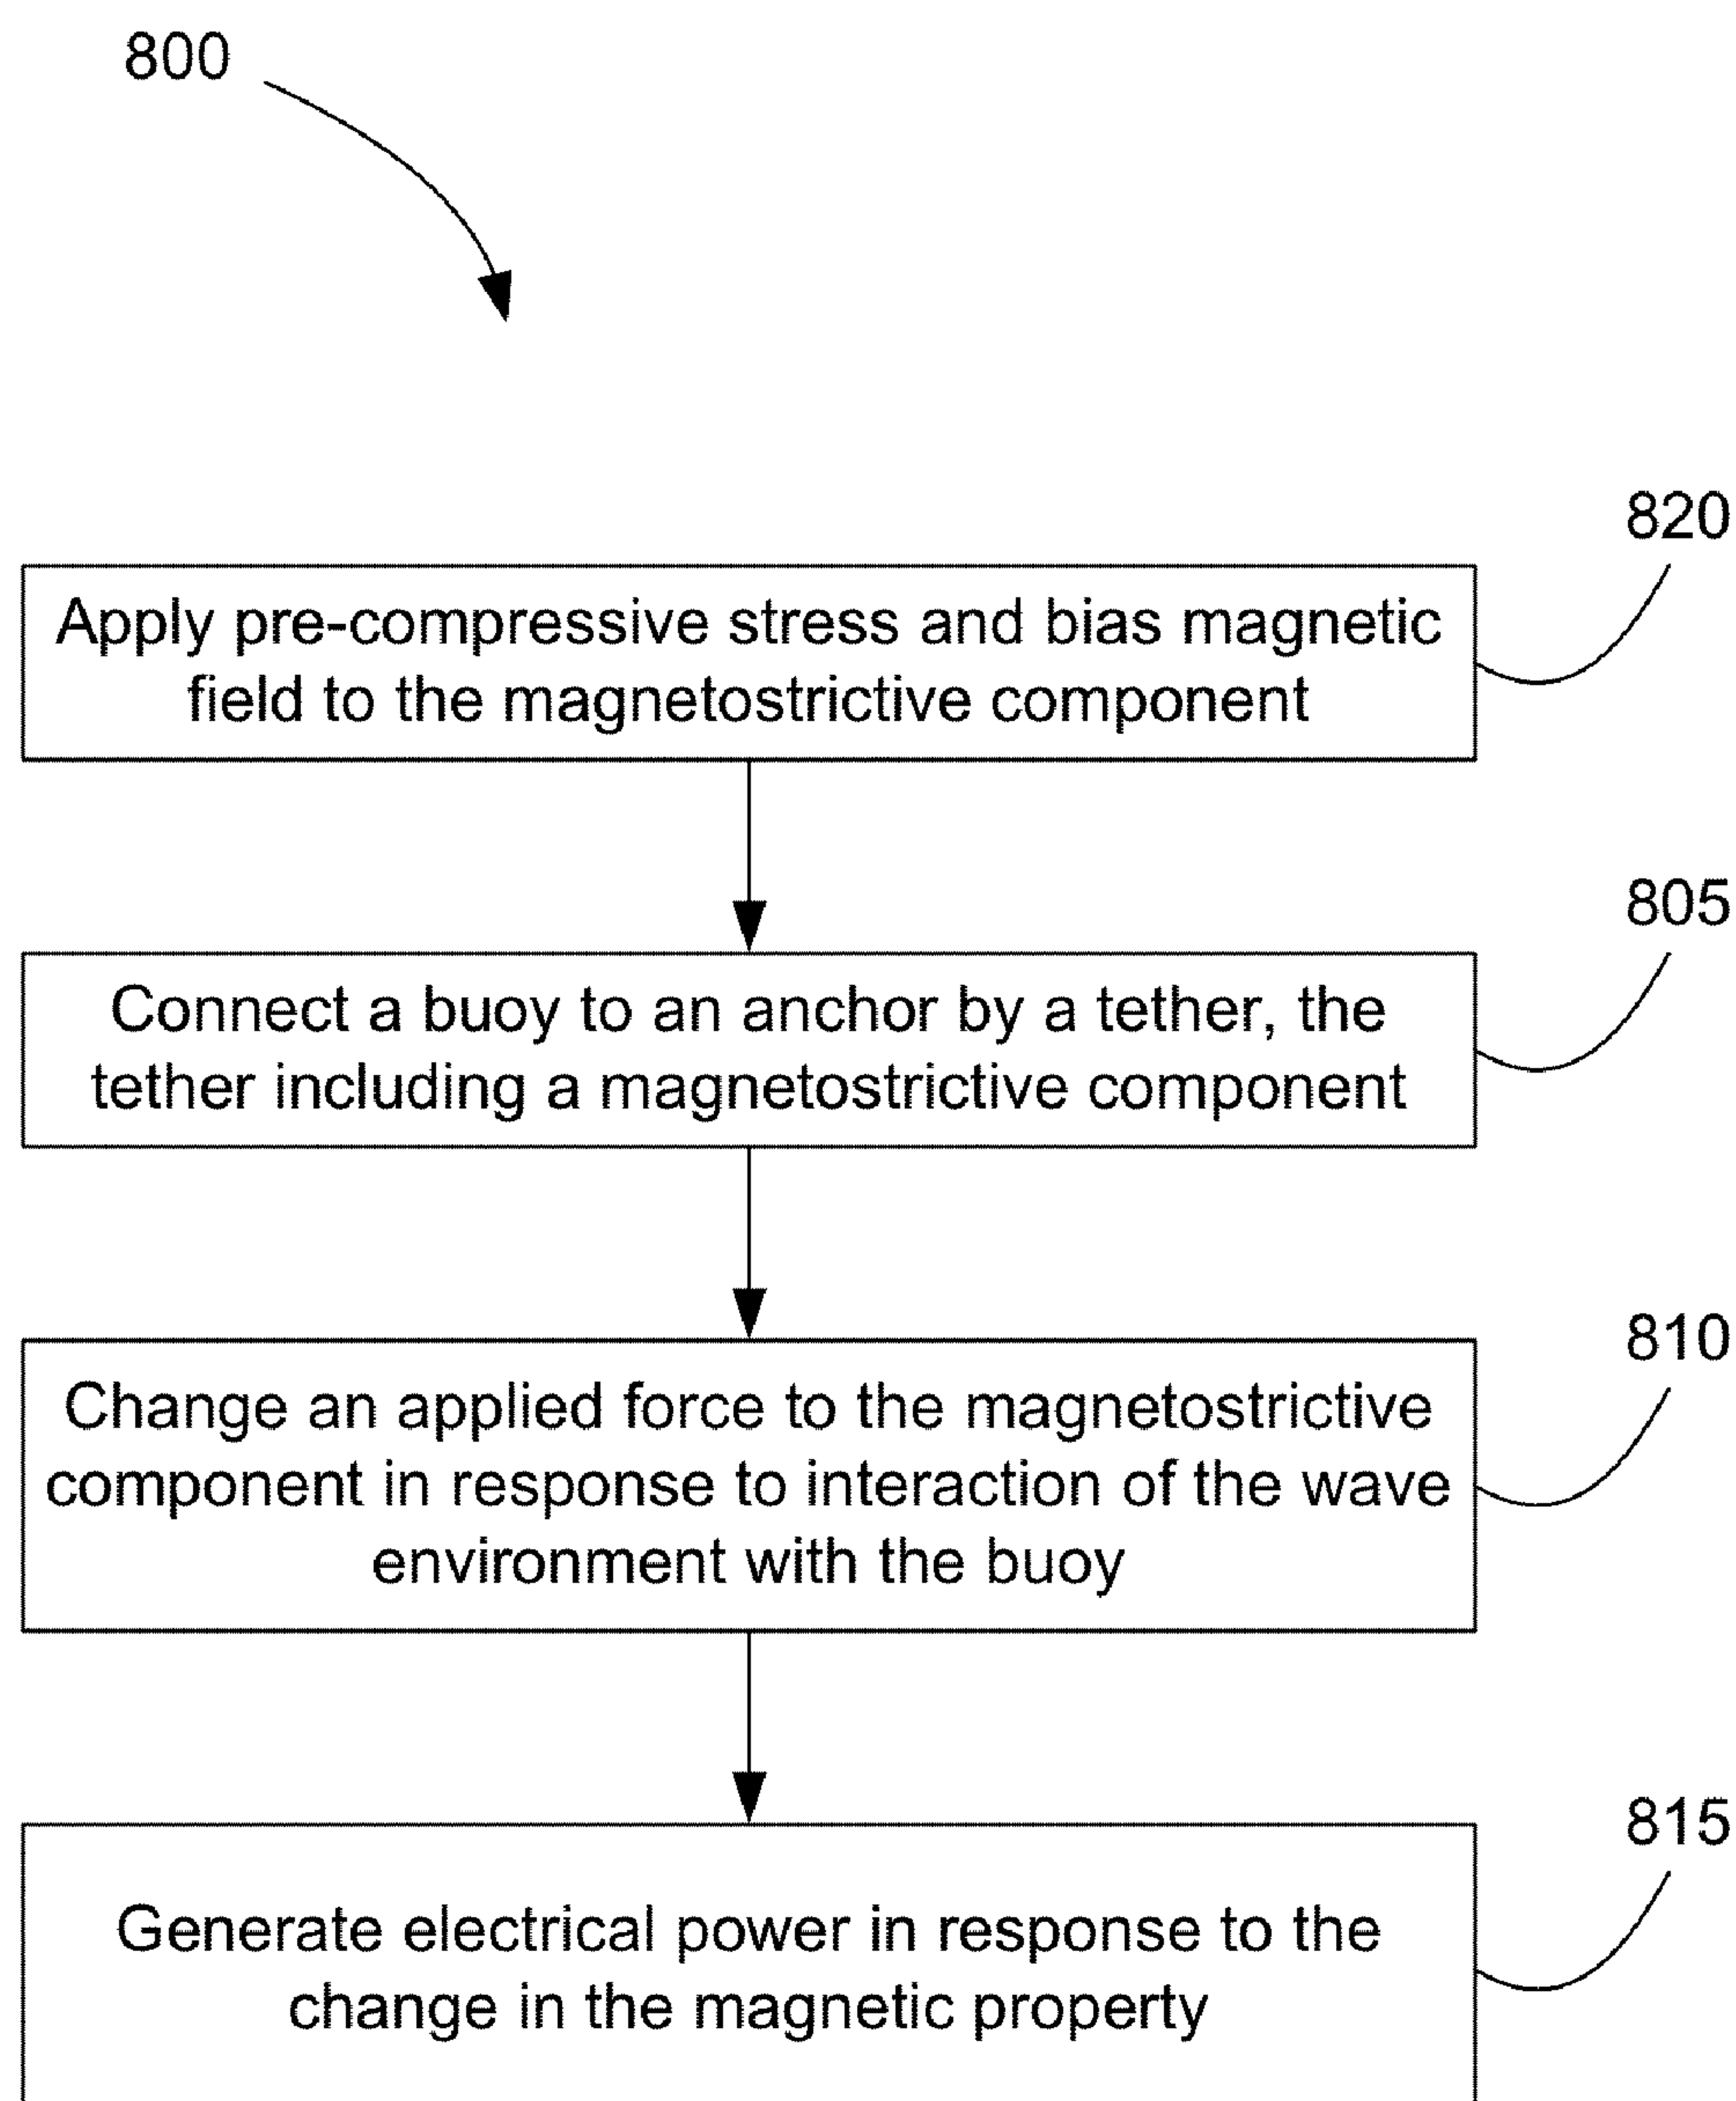 800
820
Apply pre-compressive stress and bias magnetic
field to the magnetostrictive component
805
Connect a buoy to an anchor by a tether, the
tether including a magnetostrictive component
810
Change an applied force to the magnetostrictive
component in response to interaction of the wave
environment with the buoy
815
Generate electrical power in response to the
change in the magnetic property